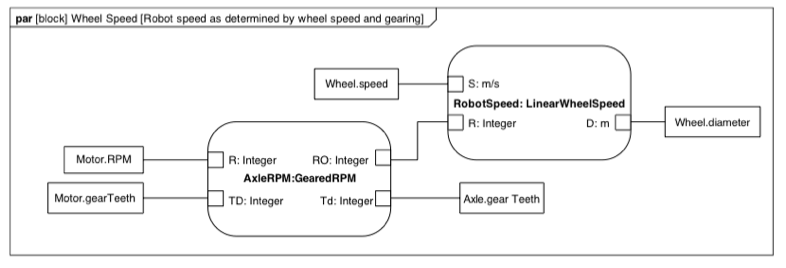 par [block] Wheel Speed [Robot speed as determined by wheel speed and gearing]
Wheel.speed
S: m/s
RobotSpeed: LinearWheelSpeed
R: Integer
D: m
Wheel.diameter
Motor.RPM
R: Integer
RO: Integer
AxleRPM:GearedRPM
Motor.gearTeeth
TD: Integer
Td: Integer
Axle.gear Teeth